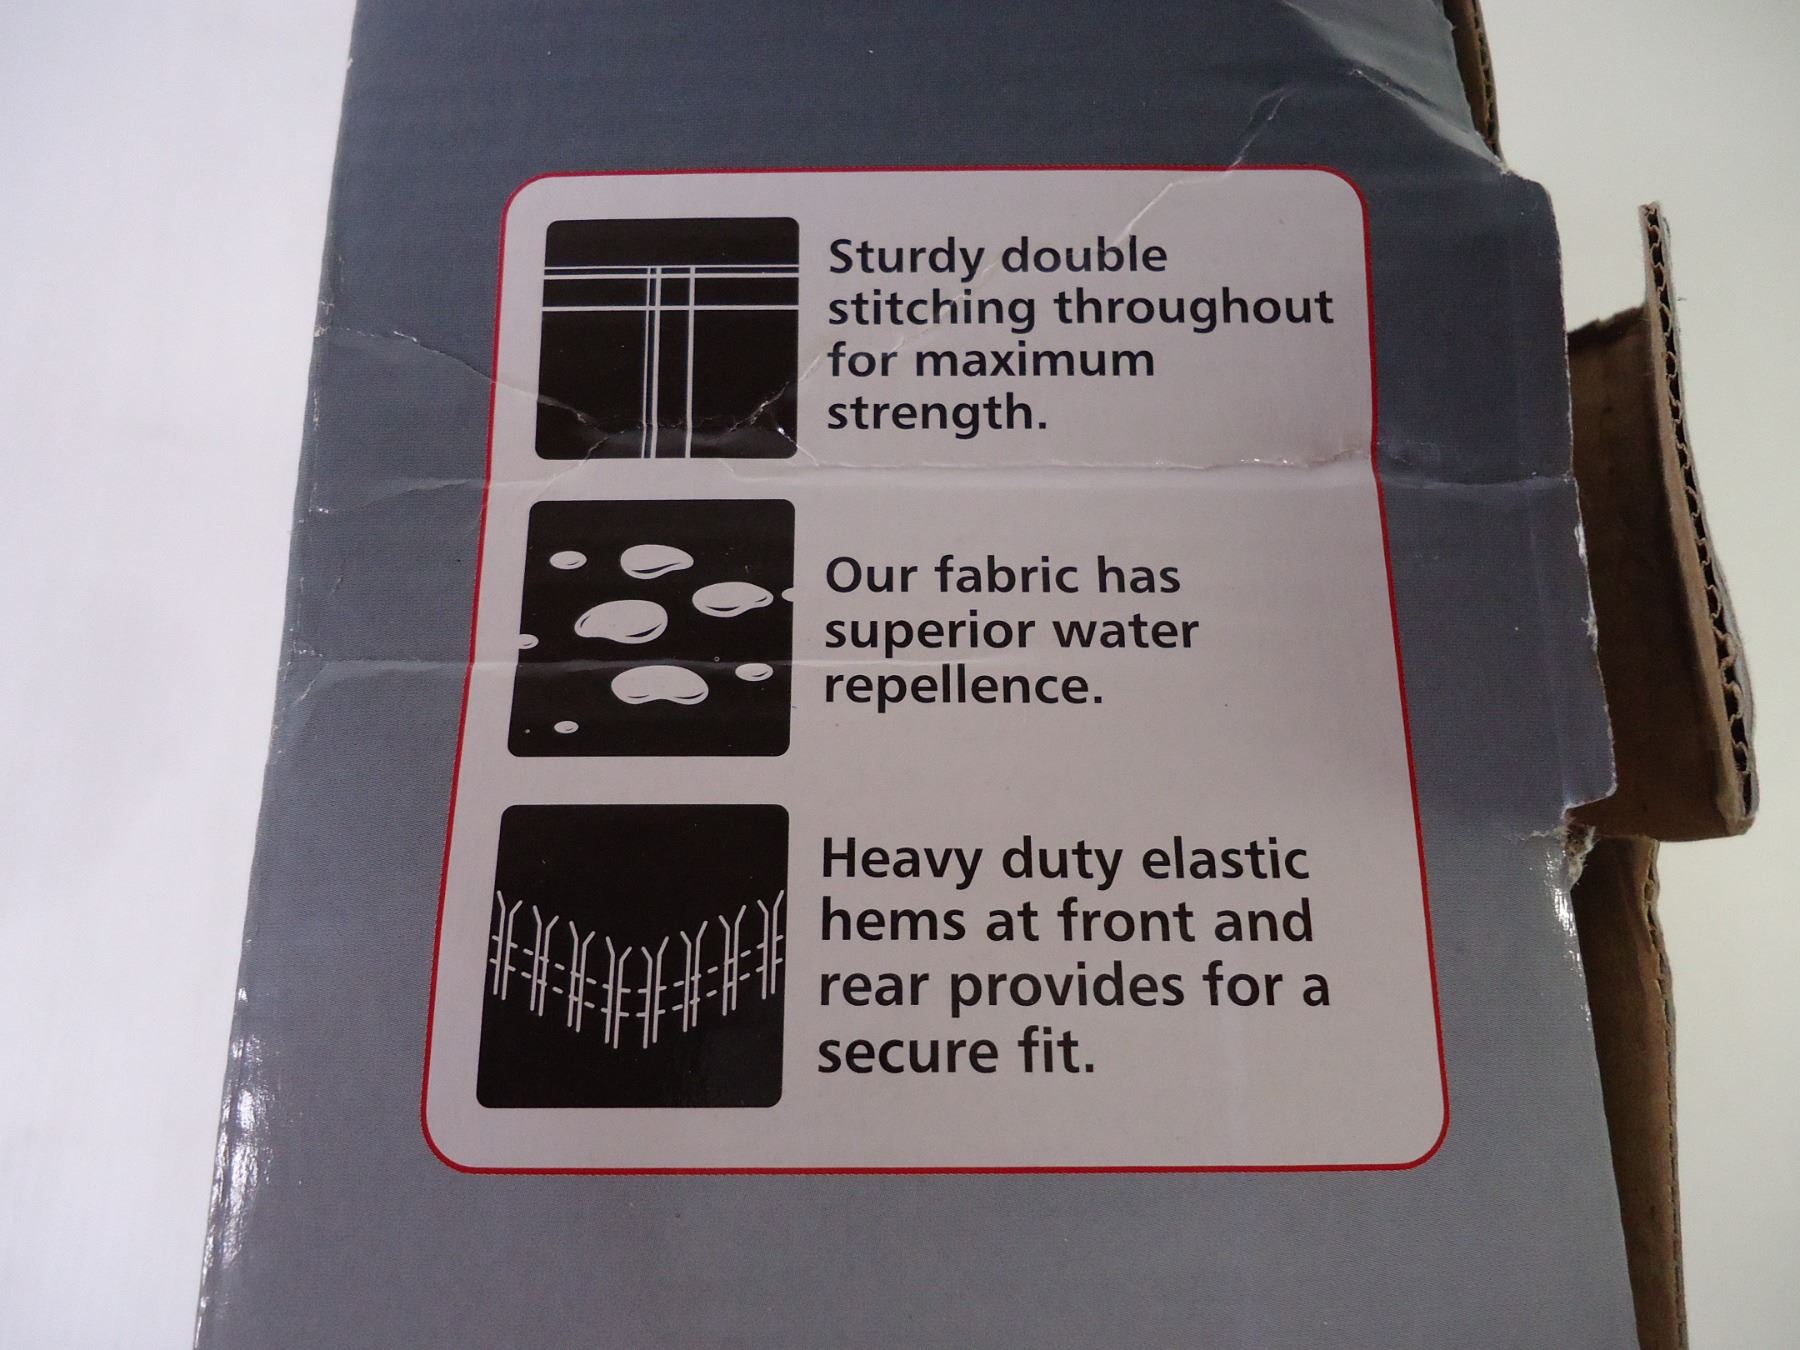 Sturdy double
stitching throughout
for maximum
strength.
Our fabric has
superior water
repellence.
Heavy duty elastic
hems at front and
rear provides for a
secure fit.